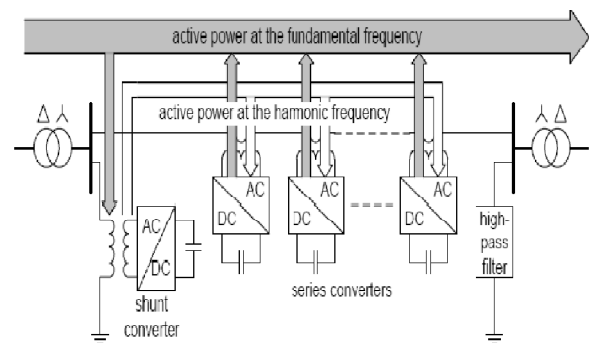 active power at the fundamental frequency
active power at the harmonic frequency
Δ Y
Y Δ
AC
DC
AC
DC
AC
DC
AC
DC
high-
pass
filter
series converters
shunt
converter